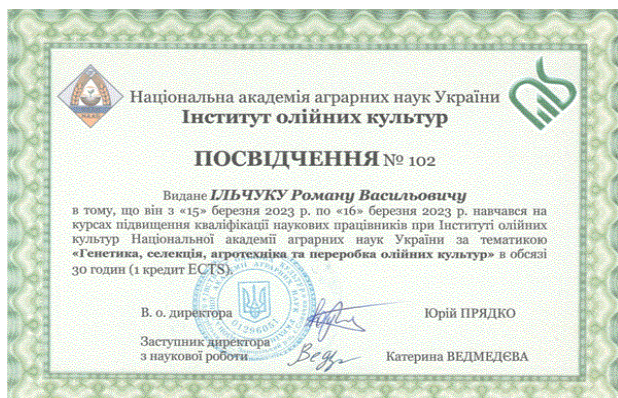 НААН
Національна академія аграрних наук України
Інститут олійних культур
ПОСВІДЧЕННЯ № 102
Видане ІЛЬЧУКУ Роману Васильовичу
в тому, що він з «15» березня 2023 р. по «16» березня 2023 р. навчався на
курсах підвищення кваліфікації наукових працівників при Інституті олійних
культур Національної академії аграрних наук України за тематикою
«Генетика, селекція, агротехніка та переробка олійних культур» в обсязі
30 годин (1 кредит ECTS).
В. о. директора
Юрій ПРЯДКО
Заступник директора
з наукової роботи
Катерина ВЕДМЕДЄВА
01286051